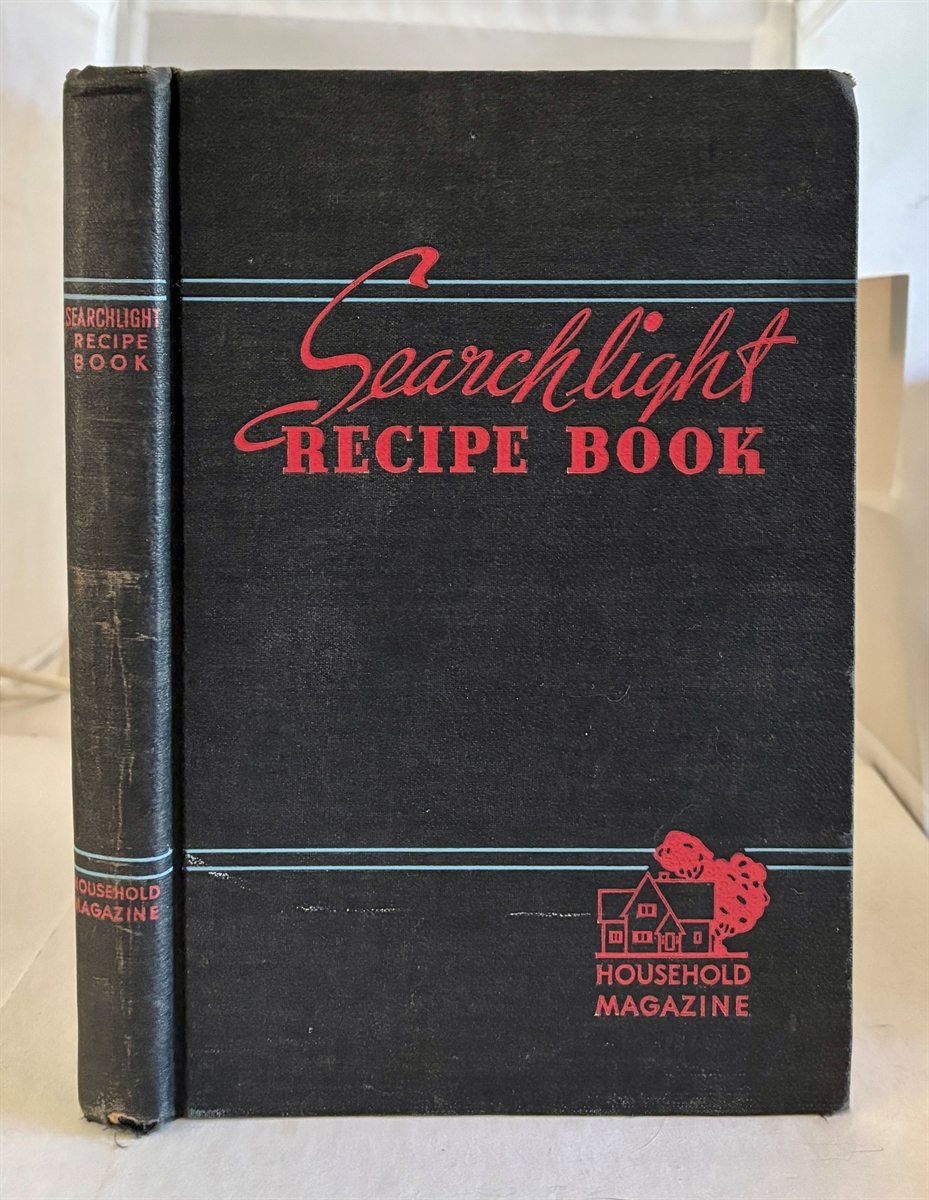 SEARCHLIGHT
RECIPE
BOOK
HOUSEHOLD
MAGAZINE
Searchlight
RECIPE BOOK
HOUSEHOLD
MAGAZINE